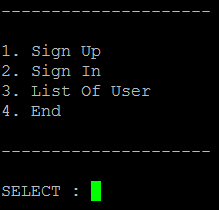 ---------------------
1. Sign Up
2. Sign In
3. List Of User
4. End
---------------------
SELECT :